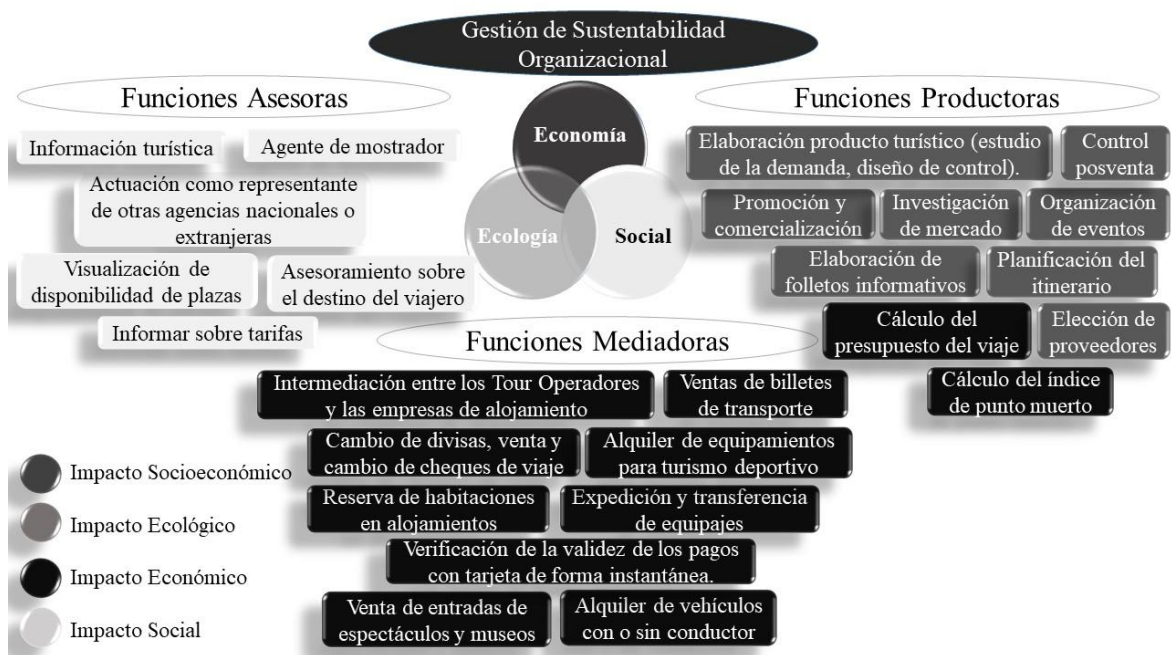 Gestión de Sustentabilidad
Organizacional
Funciones Asesoras
Información turística
Agente de mostrador
Actuación como representante
de otras agencias nacionales o
extranjeras
Visualización de
disponibilidad de plazas
Asesoramiento sobre
el destino del viajero
Informar sobre tarifas
Economía
Ecología
Social
Funciones Productoras
Elaboración producto turístico (estudio
de la demanda, diseño de control).
Control
posventa
Promoción y
comercialización
Investigación
de mercado
Organización
de eventos
Elaboración de
folletos informativos
Planificación del
itinerario
Cálculo del
presupuesto del viaje
Elección de
proveedores
Cálculo del índice
de punto muerto
Funciones Mediadoras
Intermediación entre los Tour Operadores
y las empresas de alojamiento
Ventas de billetes
de transporte
Cambio de divisas, venta y
cambio de cheques de viaje
Alquiler de equipamientos
para turismo deportivo
Reserva de habitaciones
en alojamientos
Expedición y transferencia
de equipajes
Verificación de la validez de los pagos
con tarjeta de forma instantánea.
Venta de entradas de
espectáculos y museos
Alquiler de vehículos
con o sin conductor
Impacto Socioeconómico
Impacto Ecológico
Impacto Económico
Impacto Social